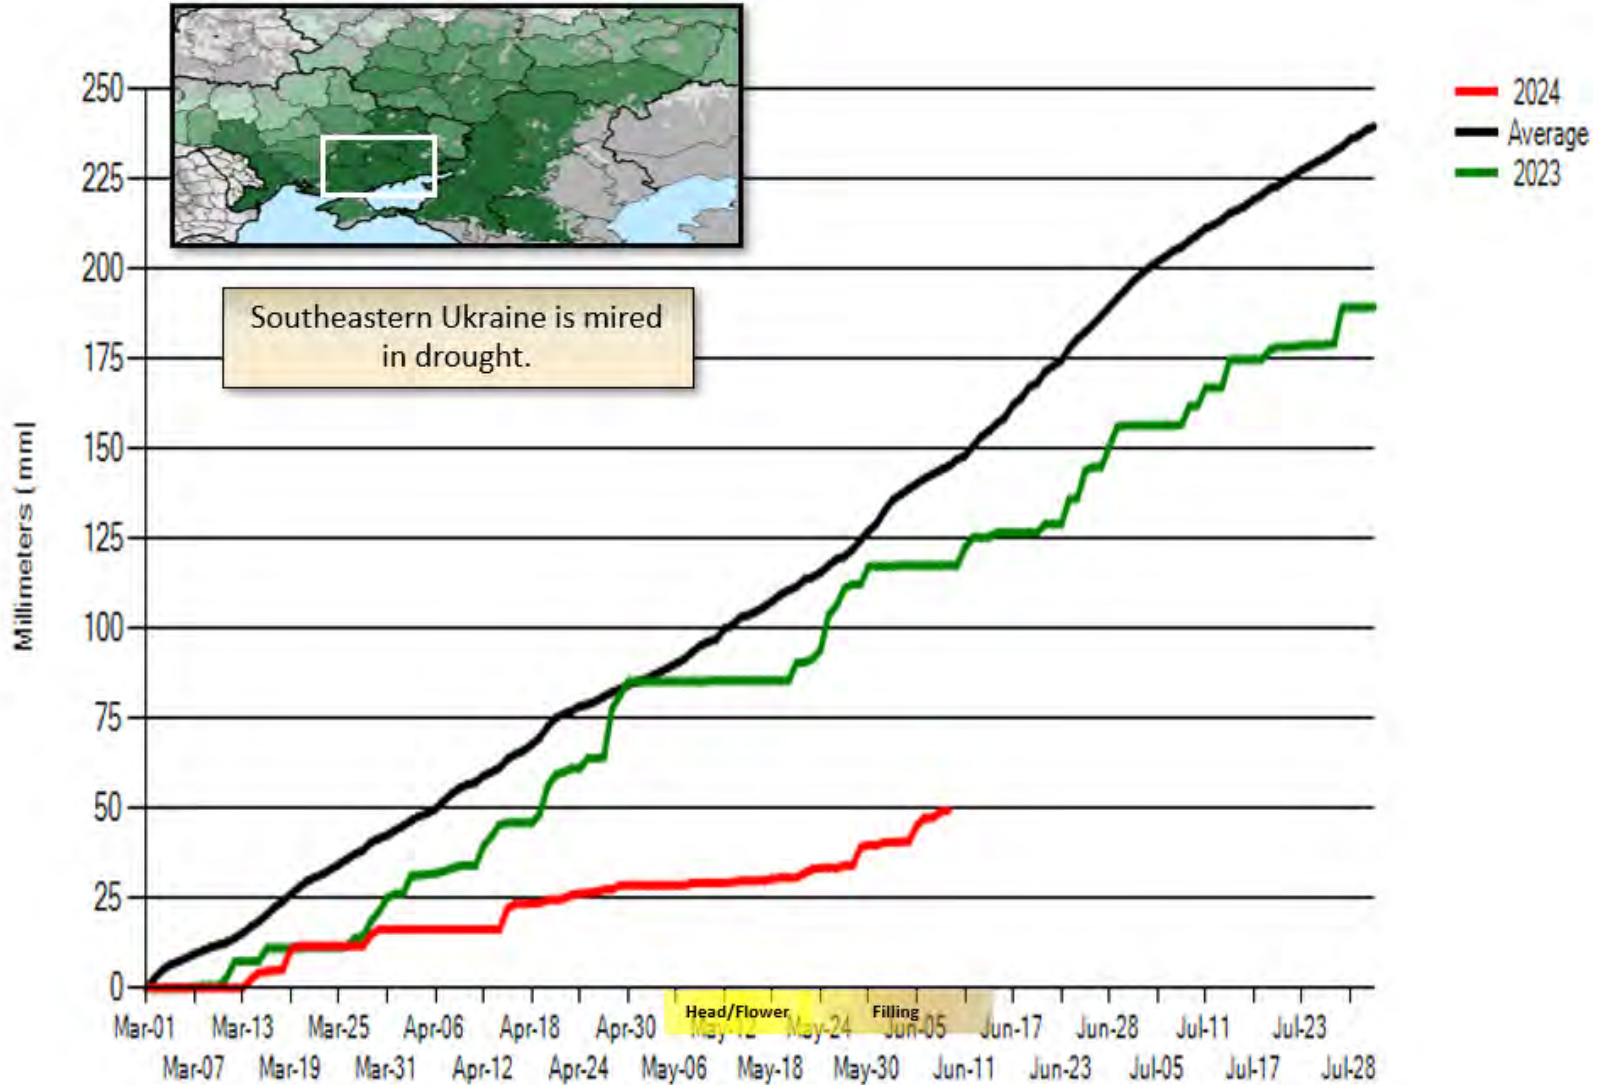 250
225
200
175
150
125
100
75
50
25
0
Millimeters ( mm)
2024
Average
2023
Southeastern Ukraine is mired
in drought.
Head/Flower
Filling
Mar-01 Mar-13 Mar-25 Apr-06 Apr-18 Apr-30 May-12 May-24 Jun-05 Jun-17 Jun-28 Jul-11 Jul-23
Mar-07 Mar-19 Mar-31 Apr-12 Apr-24 May-06 May-18 May-30 Jun-11 Jun-23 Jul-05 Jul-17 Jul-28